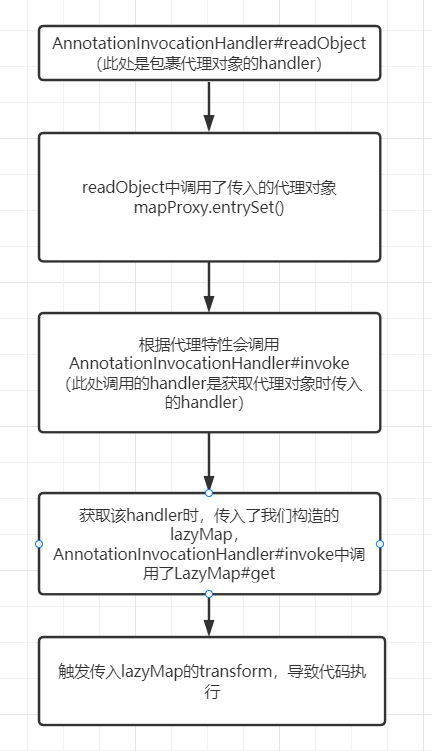 AnnotationInvocationHandler#readObject
（此处是包裹代理对象的handler）
readObject中调用了传入的代理对象
mapProxy.entrySet()
根据代理特性会调用
AnnotationInvocationHandler#invoke
（此处调用的handler是获取代理对象时传入
的handler）
获取该handler时，传入了我们构造的
lazyMap，
AnnotationInvocationHandler#invoke中调
用了LazyMap#get
触发传入lazyMap的transform，导致代码执
行